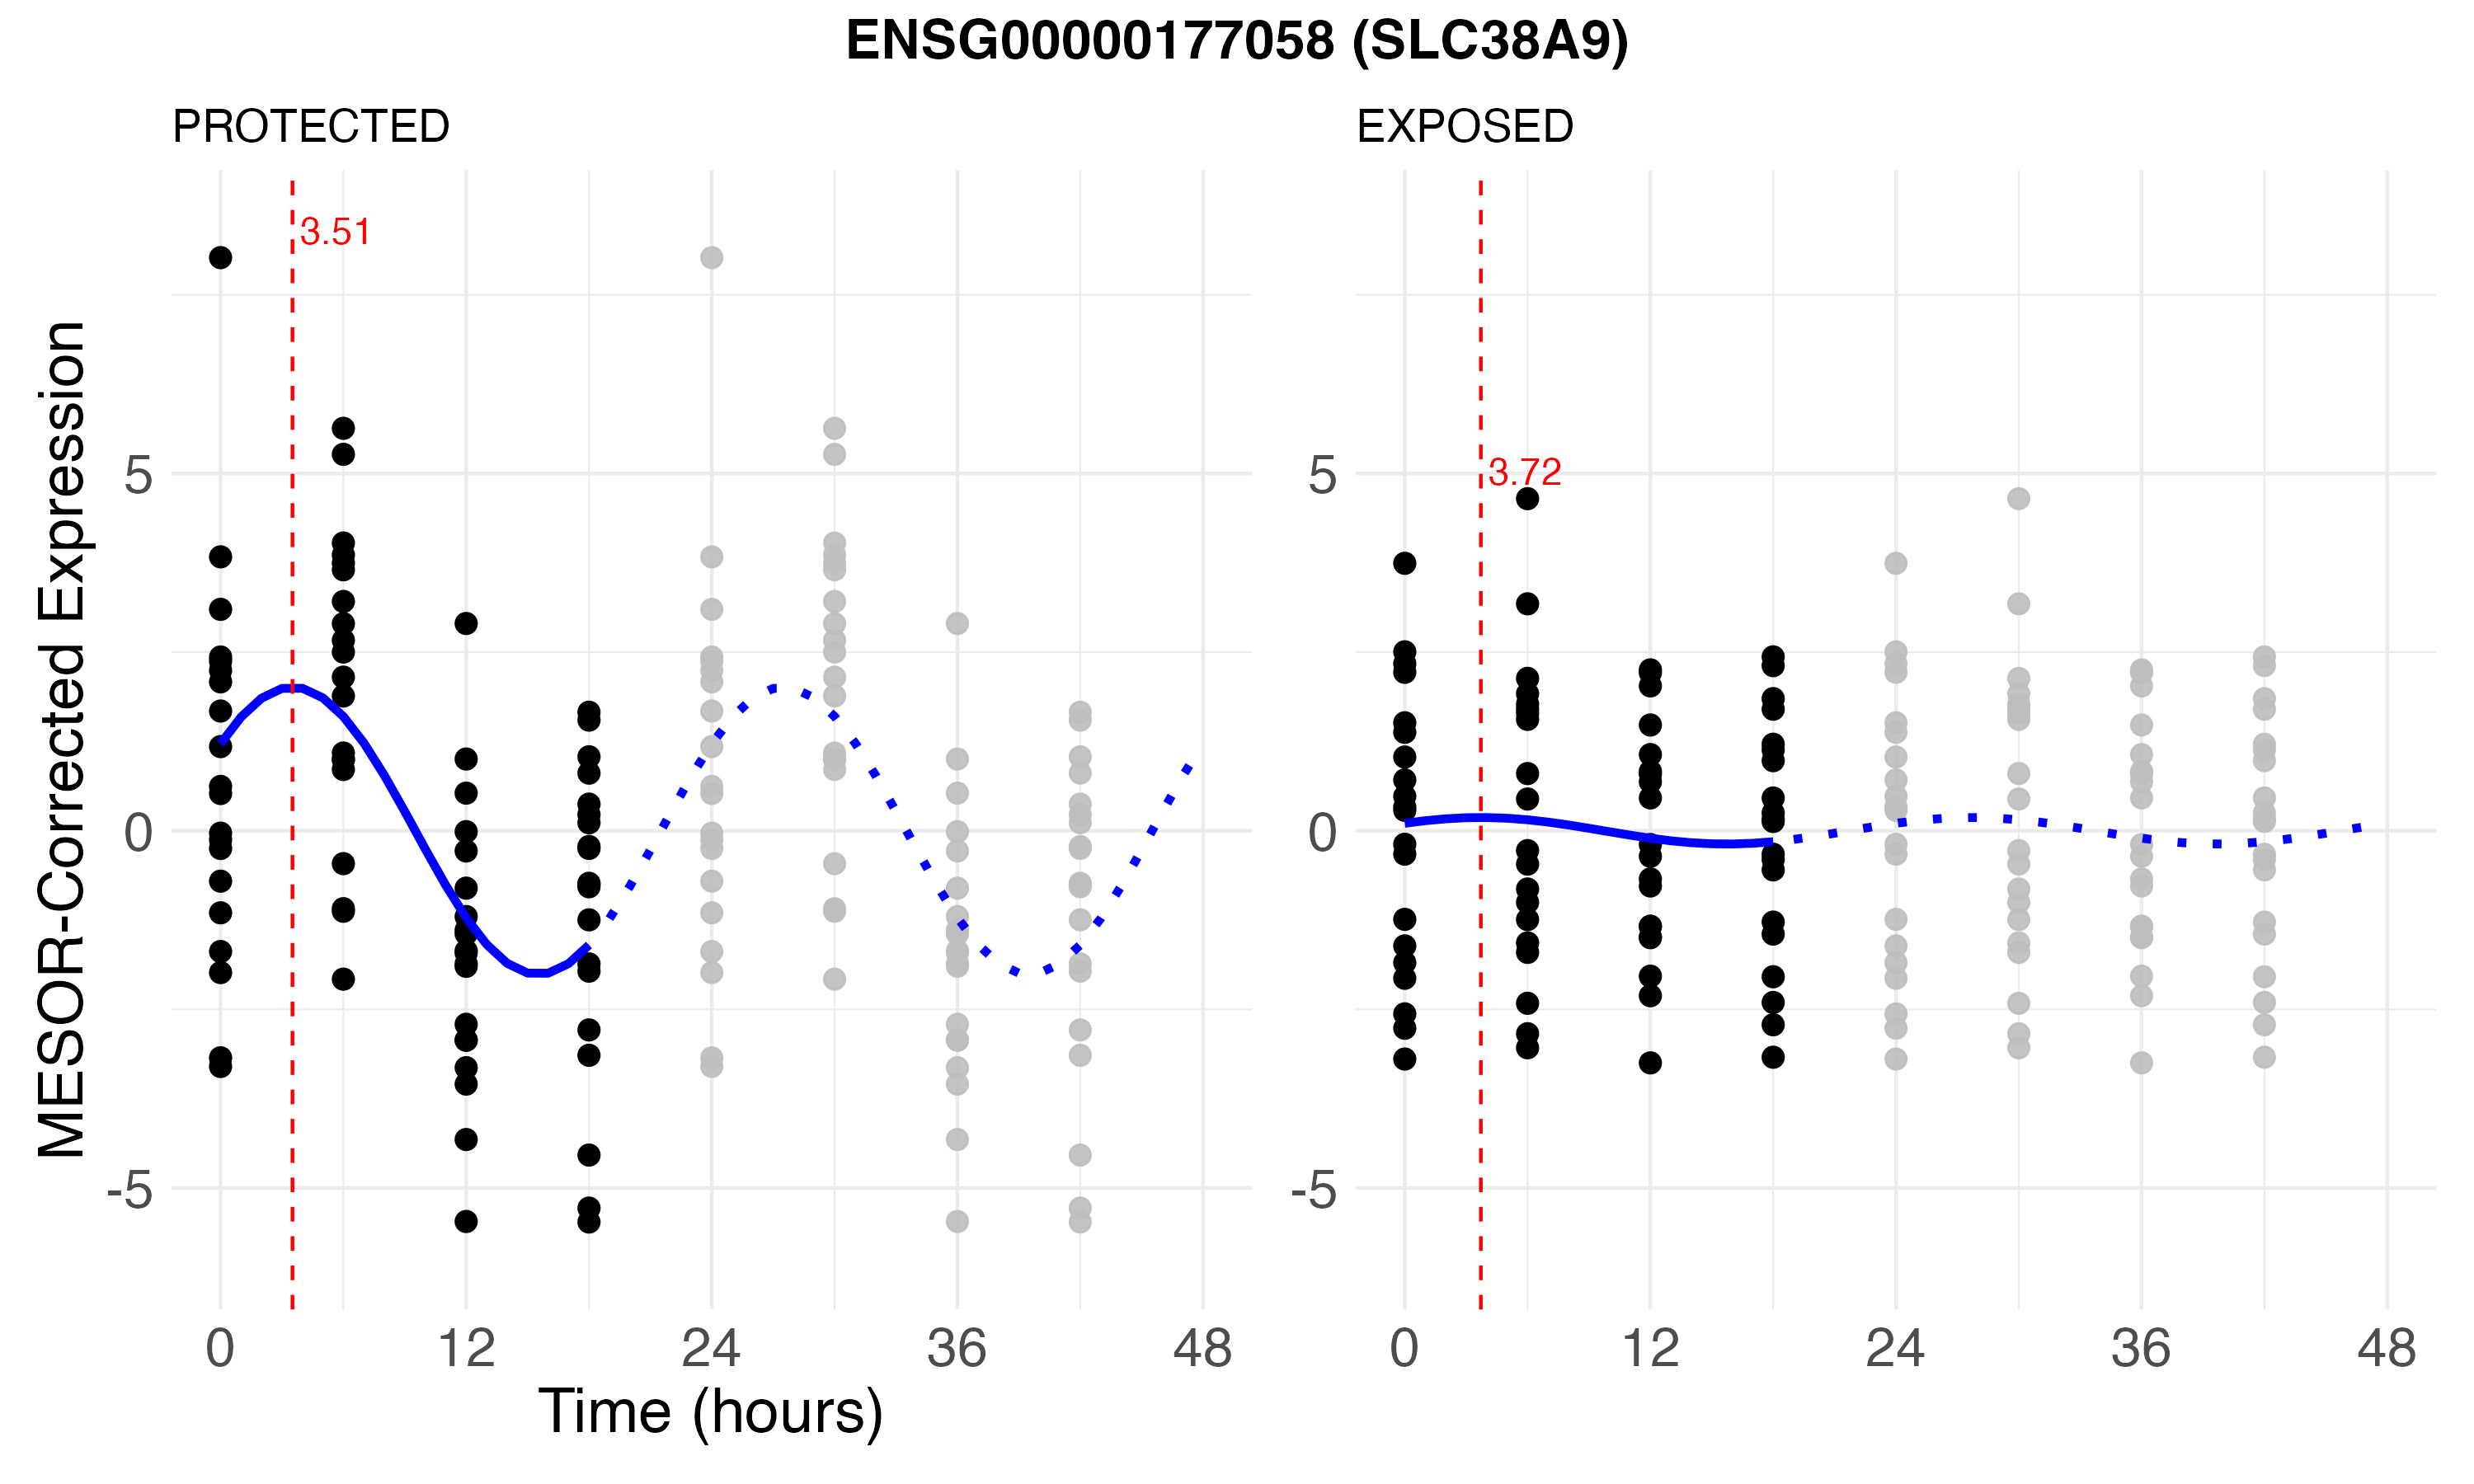 ENSG00000177058 (SLC38A9)
PROTECTED
EXPOSED
MESOR-Corrected Expression
3.51
5
0
-5
0 12 24 36 48
3.72
5
0
-5
0 12 24 36 48
Time (hours)